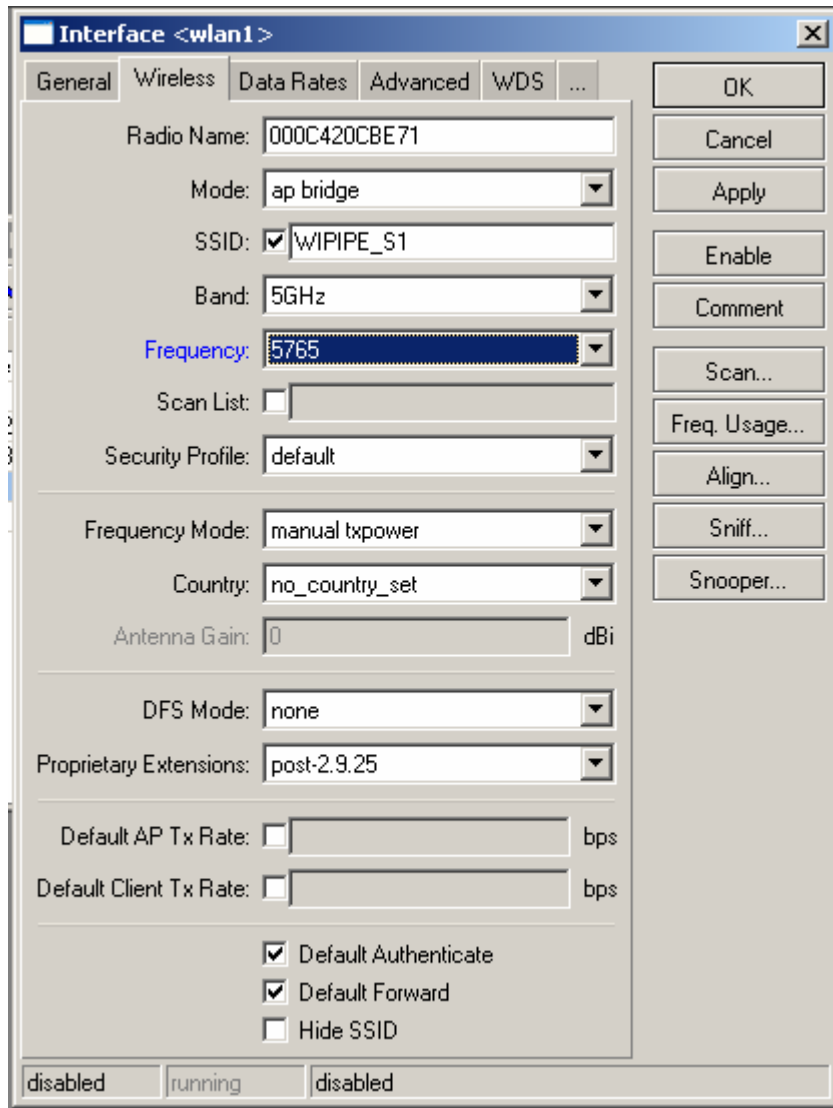 Interface <wlan1>
General Wireless Data Rates Advanced WDS ...
Radio Name: 000C420CBE71
Mode: ap bridge
SSID: WIPIPE_S1
Band: 5GHz
Frequency: 5765
Scan List:
Security Profile: default
Frequency Mode: manual txpower
Country: no_country_set
Antenna Gain: 0 dBi
DFS Mode: none
Proprietary Extensions: post-2.9.25
Default AP Tx Rate: bps
Default Client Tx Rate: bps
Default Authenticate
Default Forward
Hide SSID
OK
Cancel
Apply
Enable
Comment
Scan...
Freq. Usage...
Align...
Sniff...
Snooper...
disabled running disabled